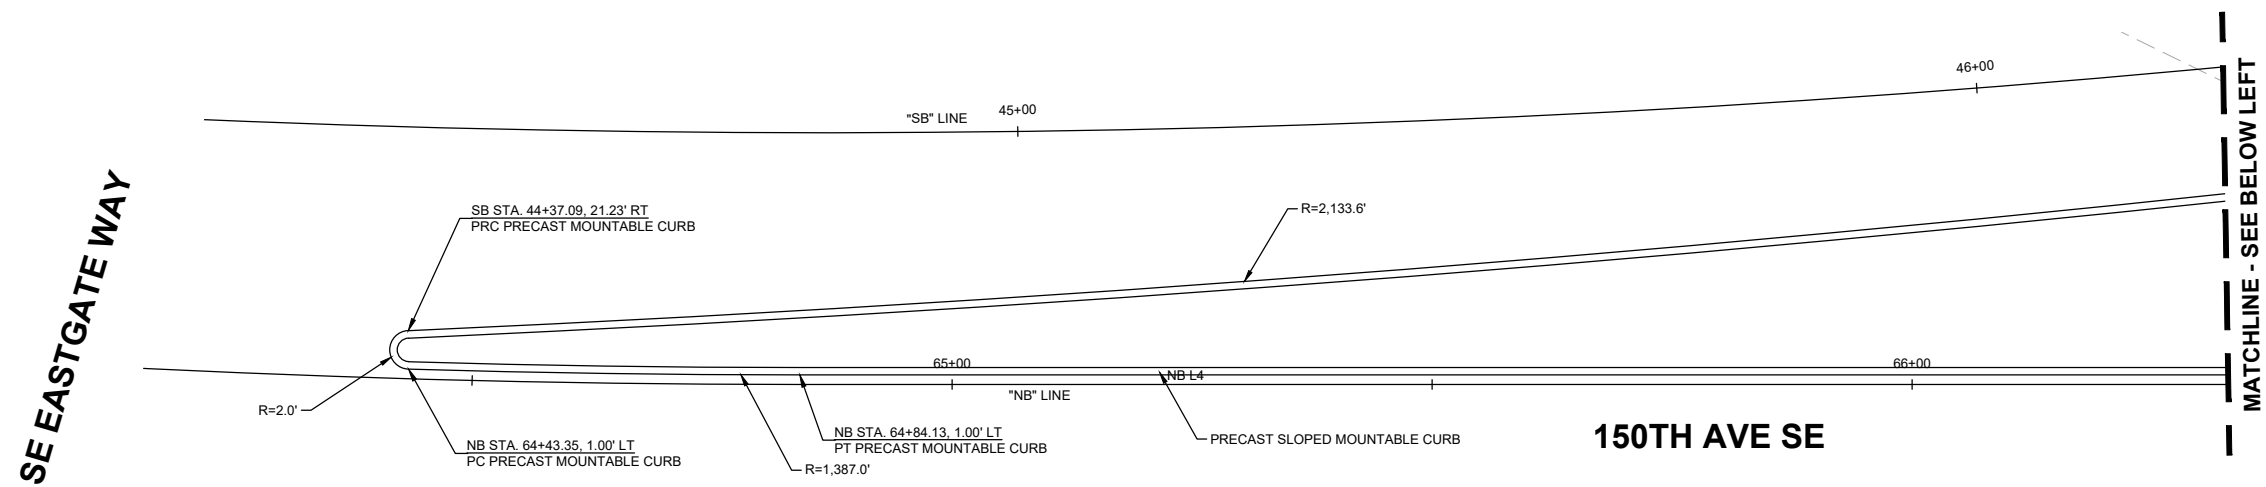 46+00
45+00
"SB" LINE
MATCHLINE - SEE BELOW LEFT
SE EASTGATE WAY
SB STA. 44+37.09, 21.23' RT
PRC PRECAST MOUNTABLE CURB
R=2,133.6'
65+00
66+00
NB L4
"NB" LINE
R=2.0'
NB STA. 64+84.13, 1.00' LT
PT PRECAST MOUNTABLE CURB
PRECAST SLOPED MOUNTABLE CURB
150TH AVE SE
NB STA. 64+43.35, 1.00' LT
PC PRECAST MOUNTABLE CURB
R=1,387.0'